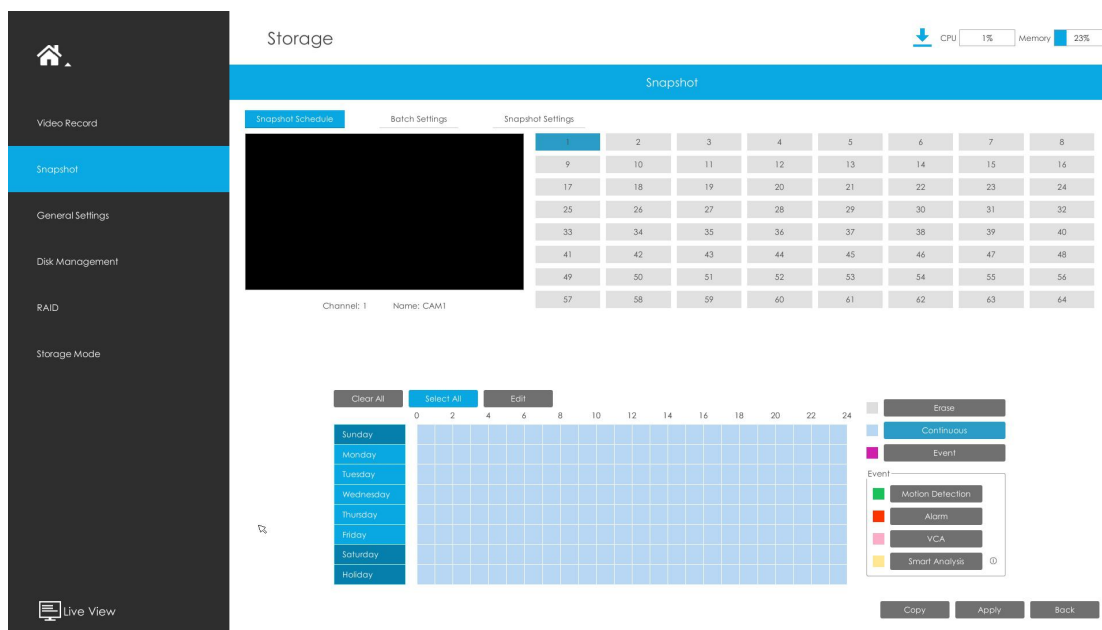 Storage
CPU 1% Memory 23%
Snapshot
Video Record
Snapshot
General Settings
Disk Management
RAID
Storage Mode
Live View
Snapshot Schedule Batch Settings Snapshot Settings
1 2 3 4 5 6 7 8
9 10 11 12 13 14 15 16
17 18 19 20 21 22 23 24
25 26 27 28 29 30 31 32
33 34 35 36 37 38 39 40
41 42 43 44 45 46 47 48
49 50 51 52 53 54 55 56
57 58 59 60 61 62 63 64
Channel: 1 Name: CAM1
Clear All Select All Edit
0 2 4 6 8 10 12 14 16 18 20 22 24
Sunday
Monday
Tuesday
Wednesday
Thursday
Friday
Saturday
Holiday
Erase
Continuous
Event
Event
Motion Detection
Alarm
VCA
Smart Analysis
Copy Apply Back